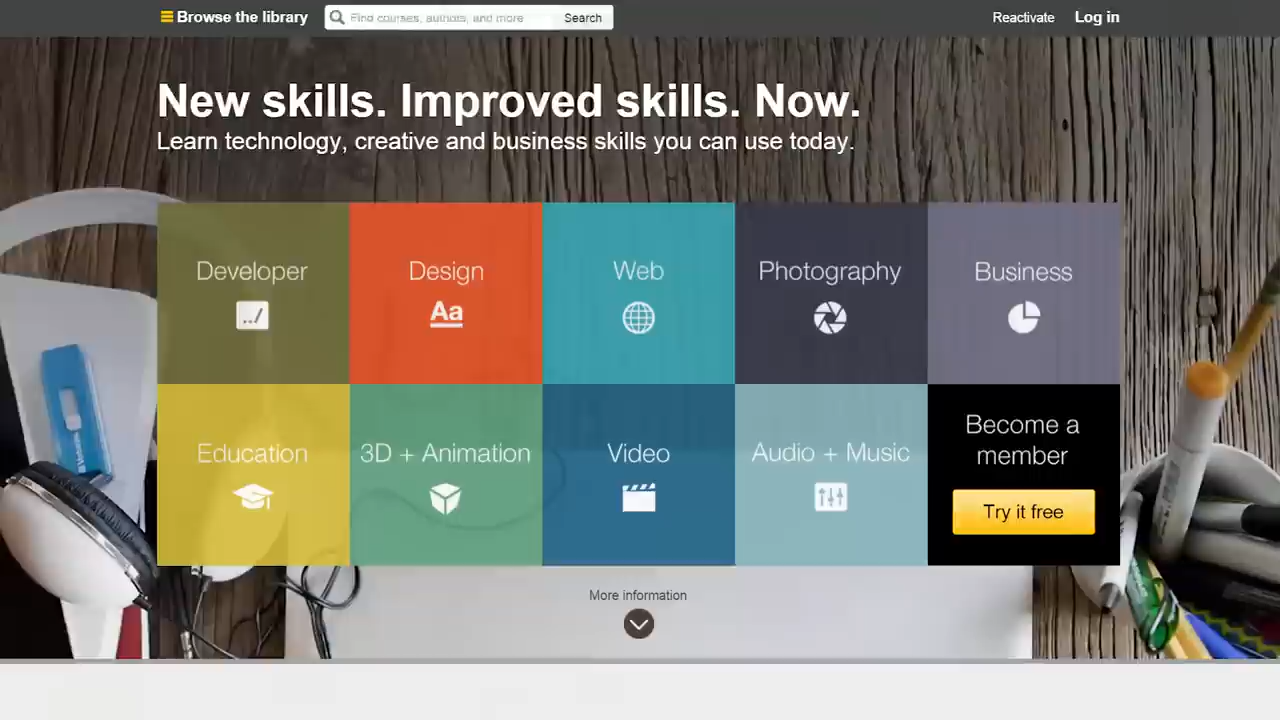 Browse the library
Find courses, authors, and more
Search
Reactivate
Log in
New skills. Improved skills. Now.
Learn technology, creative and business skills you can use today.
Developer
../
Design
Aa
Web
Photography
Business
Education
3D + Animation
Video
Audio + Music
Become a
member
Try it free
More information